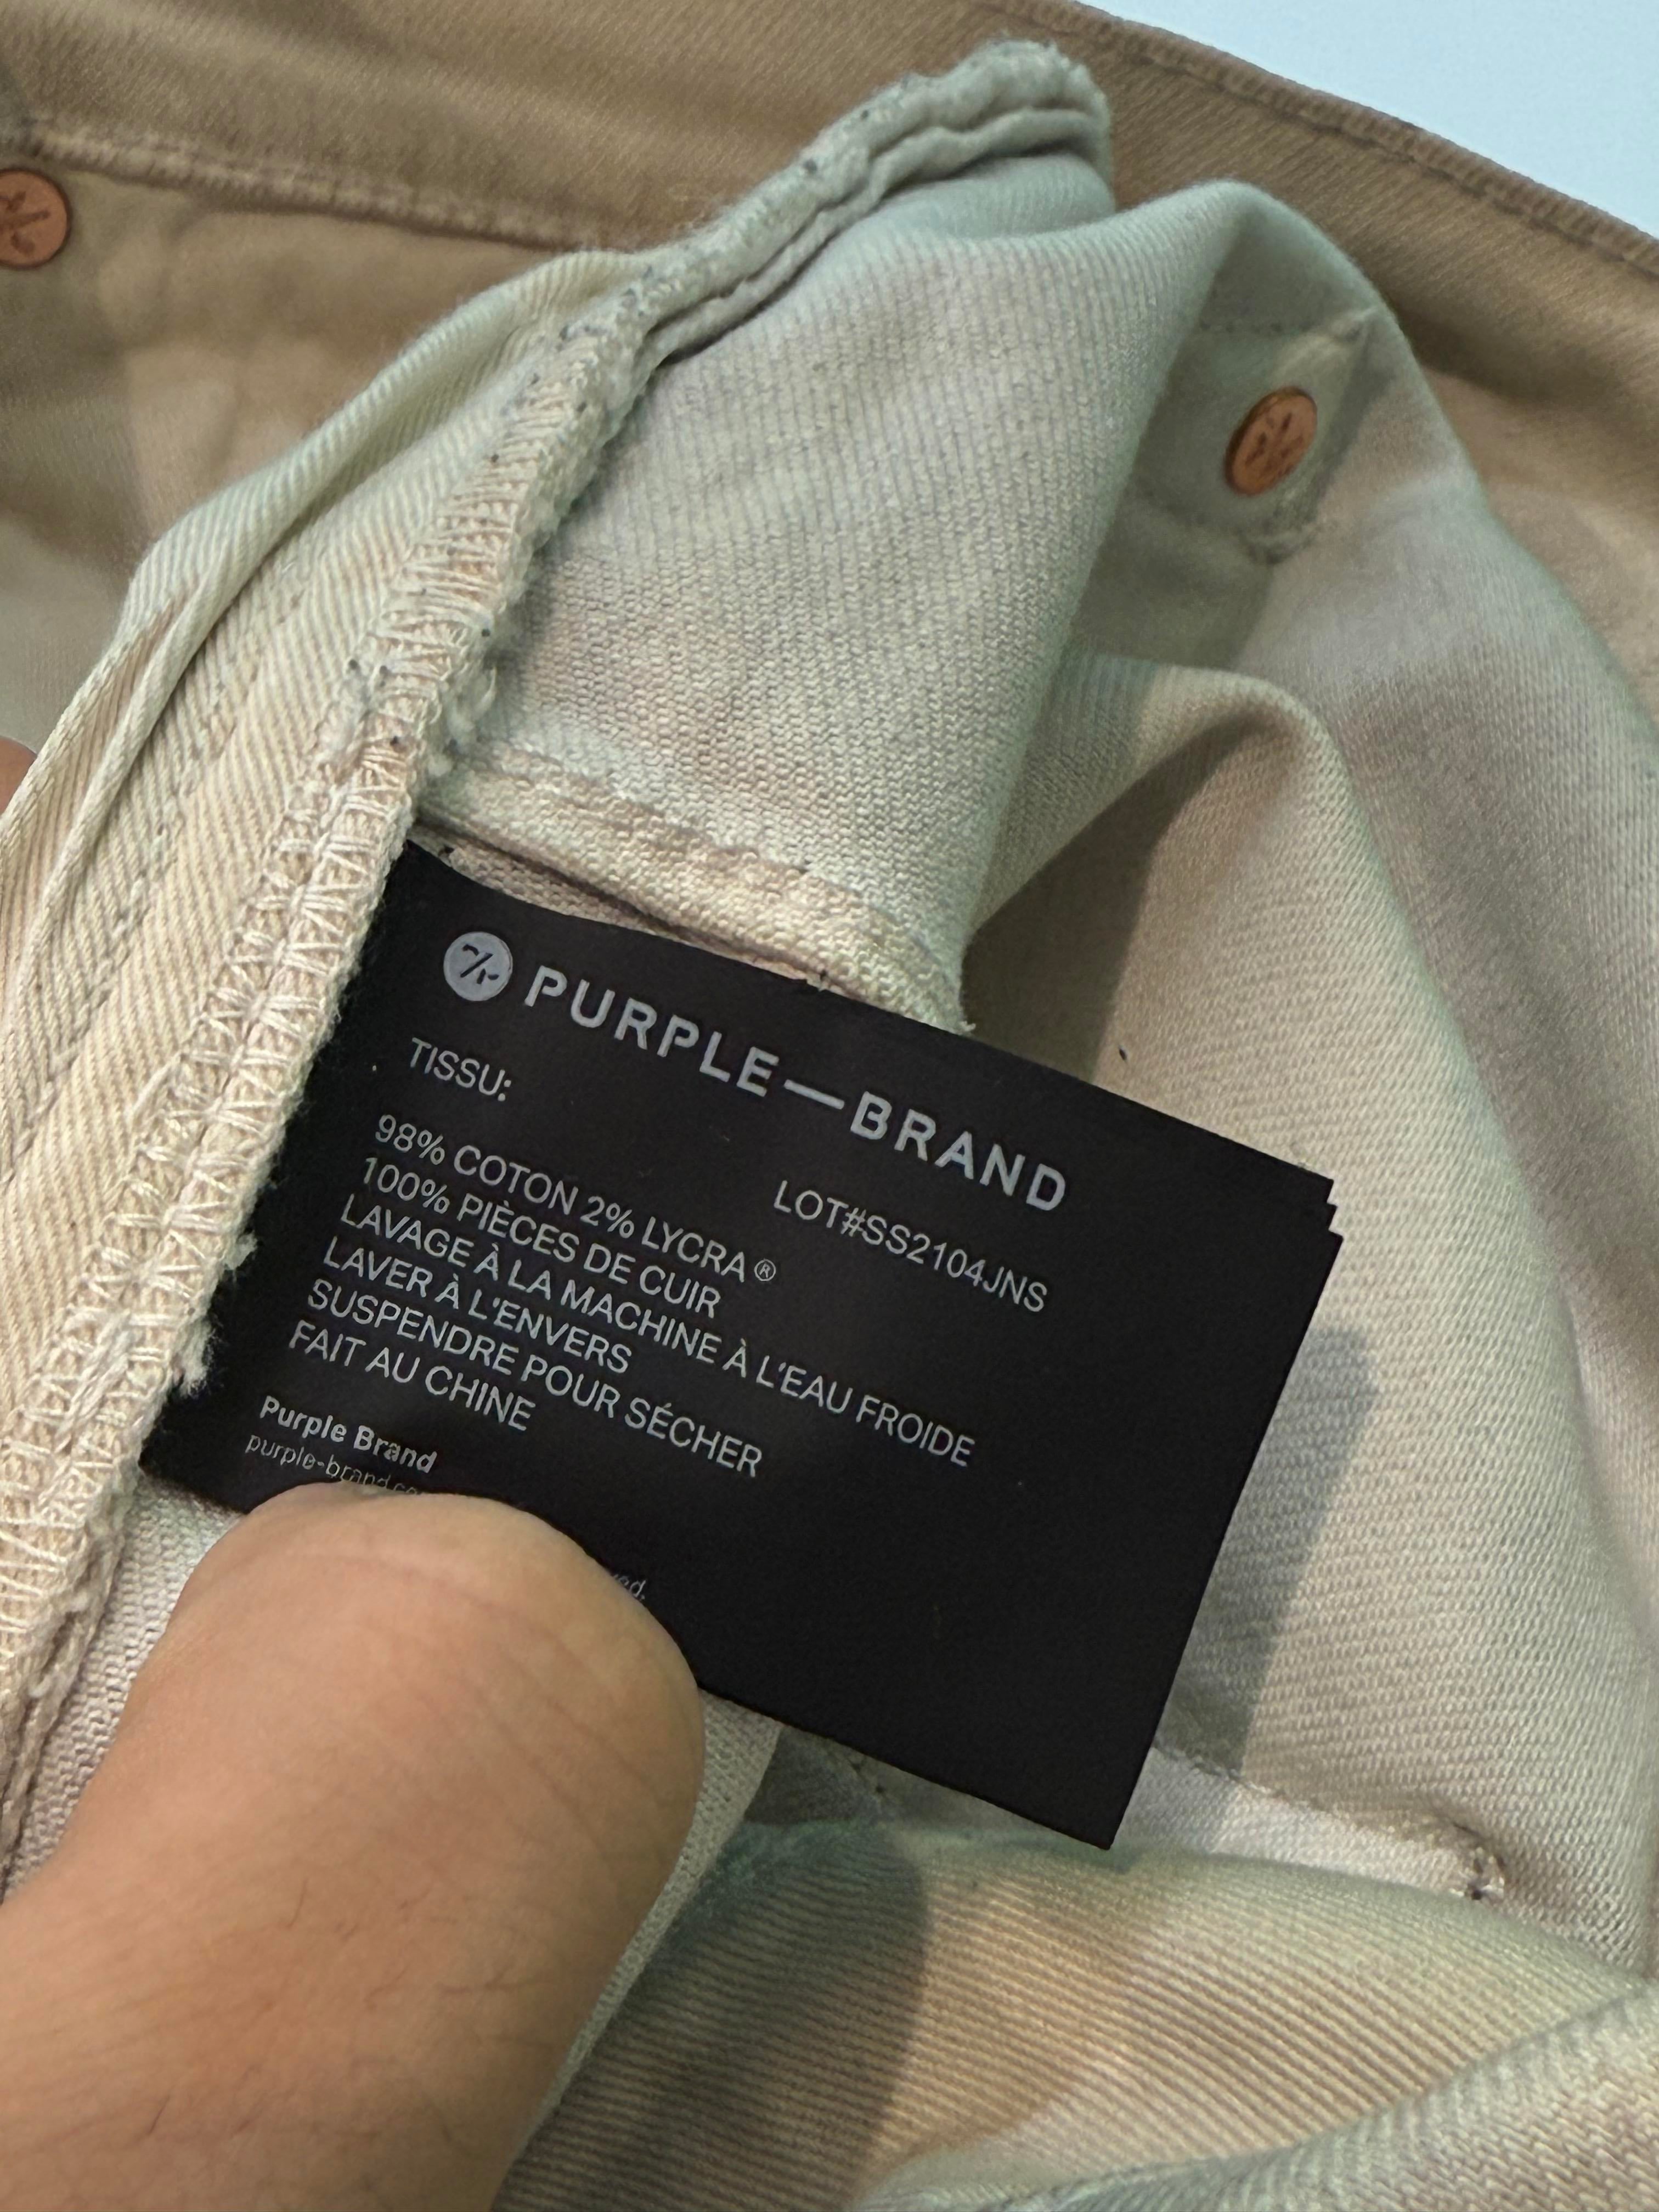 PURPLE—BRAND
TISSU:
LOT#SS2104JNS
98% COTON 2% LYCRA®
100% PIÈCES DE CUIR
LAVAGE À LA MACHINE À L'EAU FROIDE
LAVER À L'ENVERS
SUSPENDRE POUR SÉCHER
FAIT AU CHINE
Purple Brand